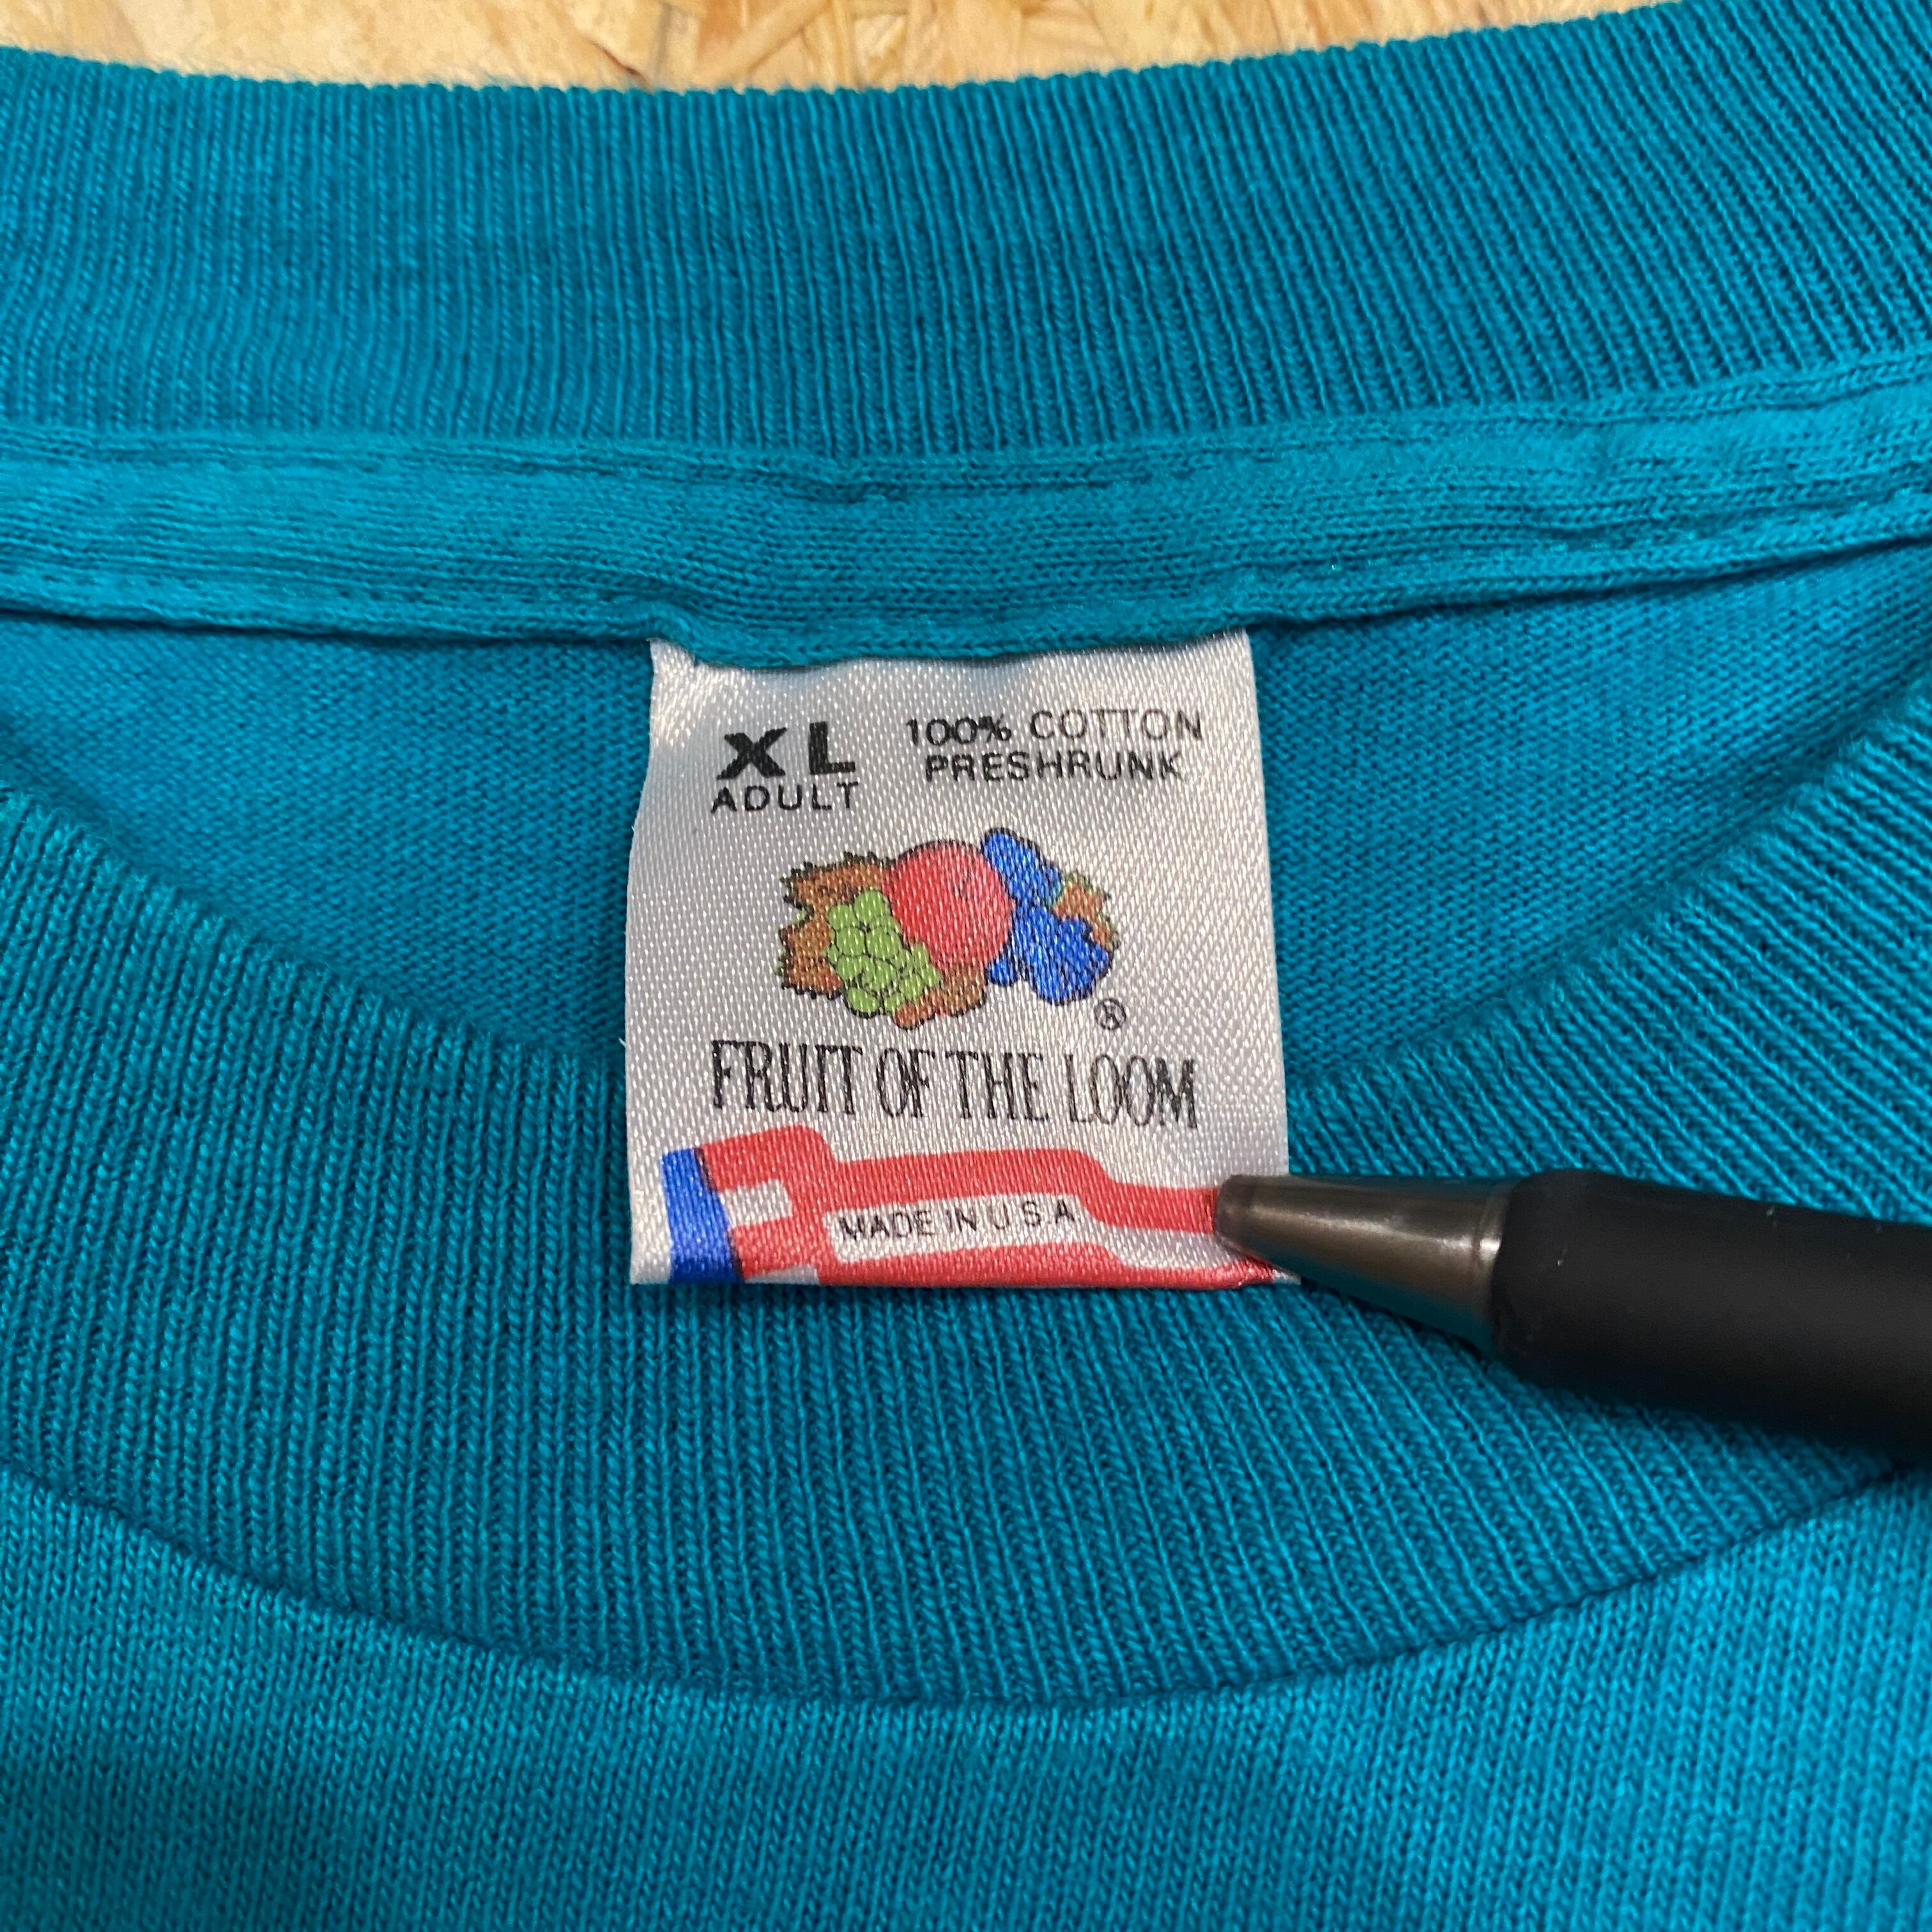 XL
ADULT
100% COTTON
PRESHRUNK
®
FRUIT OF THE LOOM
MADE IN U S A